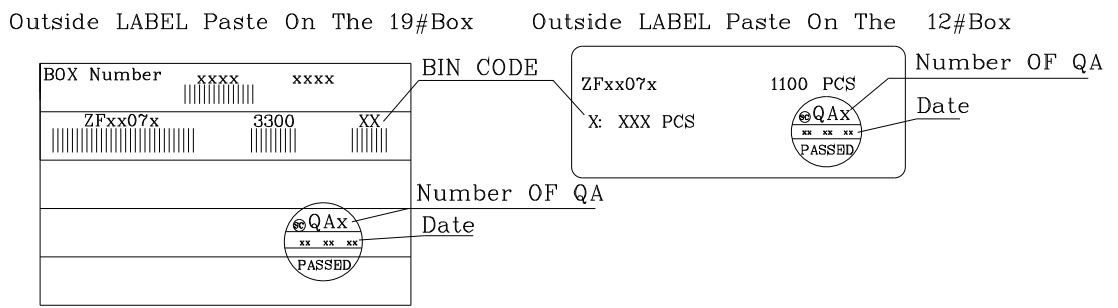 Outside LABEL Paste On The 19#Box
BOX Number xxxx xxxx
ZFxx07x 3300 XX
BIN CODE
Number OF QA
Date
SC QAx
xx xx xx
PASSED
Outside LABEL Paste On The 12#Box
ZFxx07x 1100 PCS
X: XXX PCS
Number OF QA
Date
SC QAx
xx xx xx
PASSED